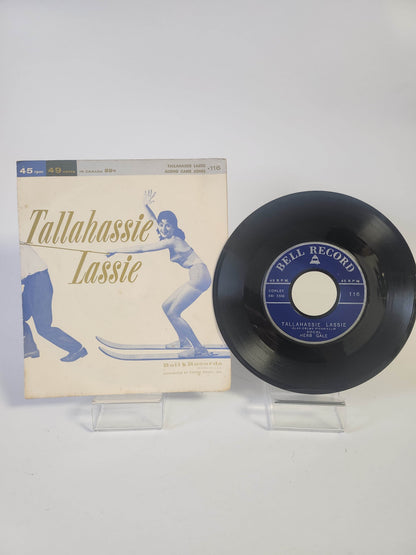 45 rpm 49 cents IN CANADA 59¢
TALLAHASSIE LASSIE
ALONG CAME JONES
116
Tallahassie
Lassie
Bell Records
BELL RECORD
45 R.P.M.
45 R.P.M.
116
TALLAHASSIE LASSIE
VOCAL
HERB GALE